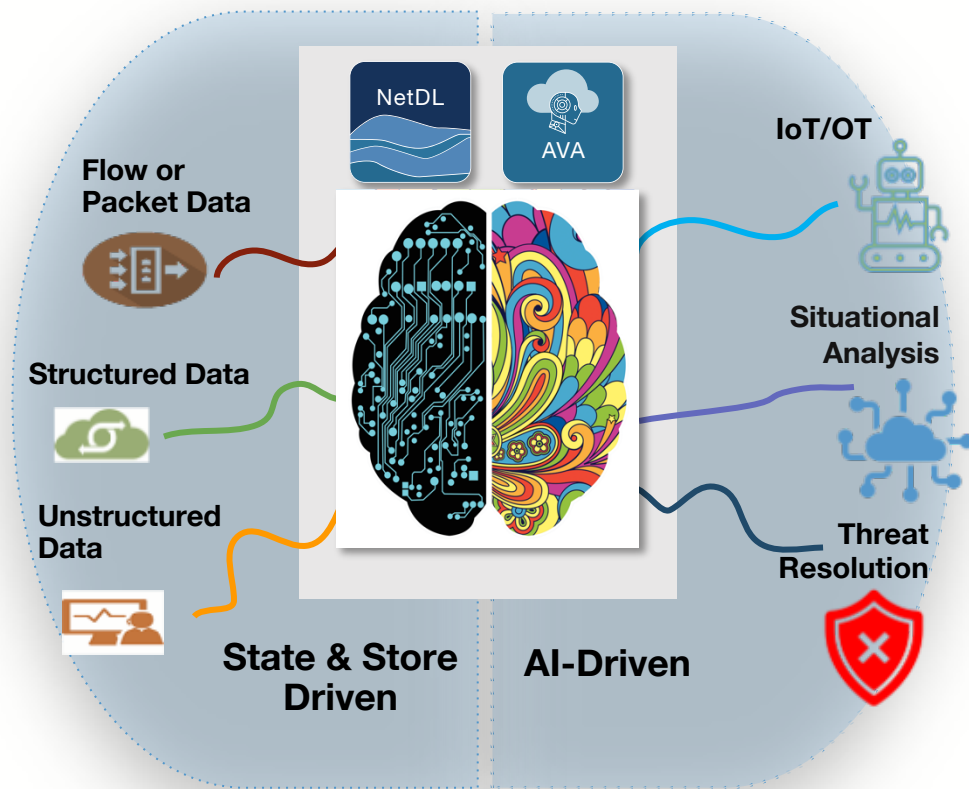 NetDL
AVA
Flow or
Packet Data
Structured Data
Unstructured
Data
State & Store
Driven
IoT/OT
Situational
Analysis
Threat
Resolution
AI-Driven